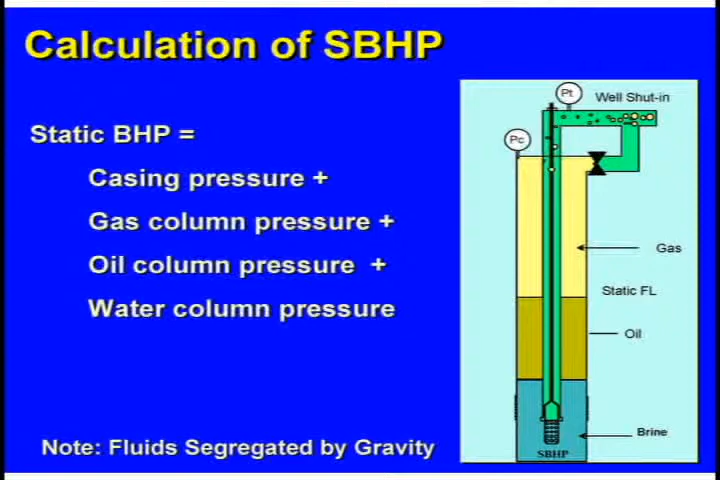 Calculation of SBHP
Static BHP =
Casing pressure +
Gas column pressure +
Oil column pressure +
Water column pressure
Note: Fluids Segregated by Gravity
Pt
Well Shut-in
Pc
Gas
Static FL
Oil
Brine
SBHP